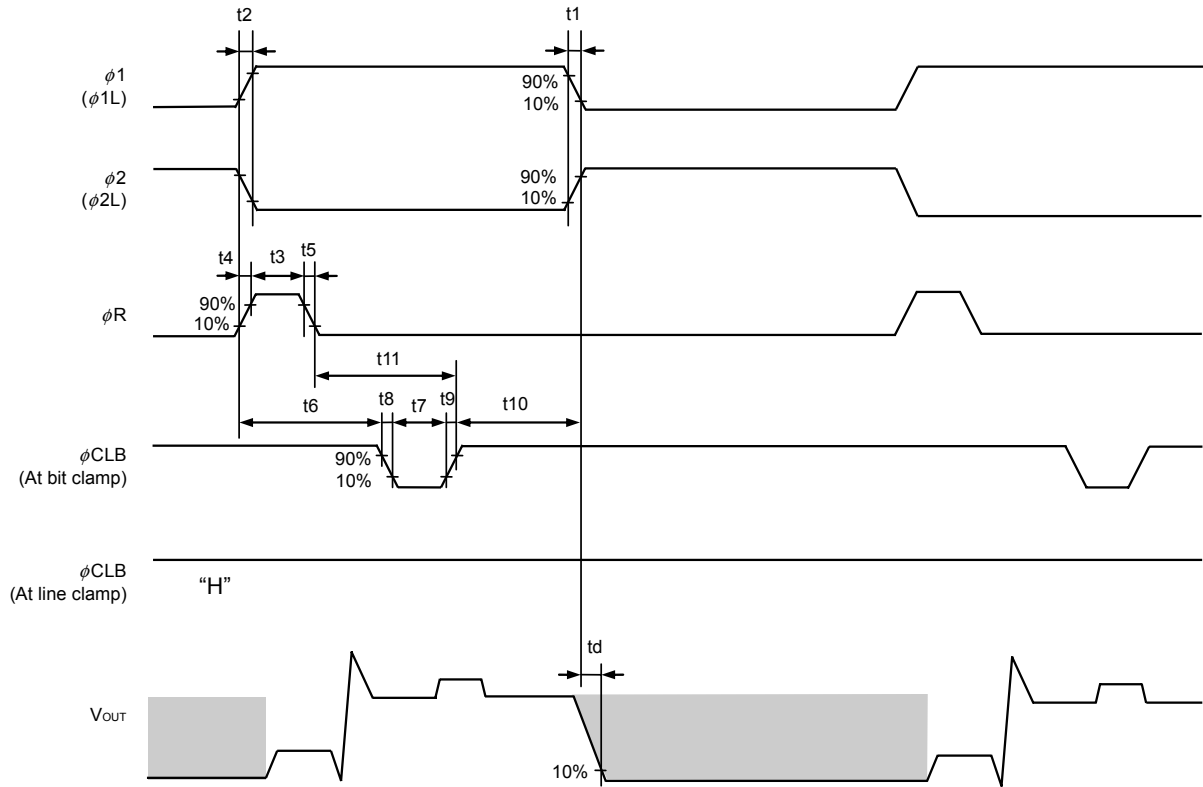 t2
t1
ϕ1
(ϕ1L)
90%
10%
ϕ2
(ϕ2L)
90%
10%
t4
t3
t5
ϕR
90%
10%
t11
t6
t8
t7
t9
t10
ϕCLB
(At bit clamp)
90%
10%
ϕCLB
(At line clamp)
“H”
td
VOUT
10%